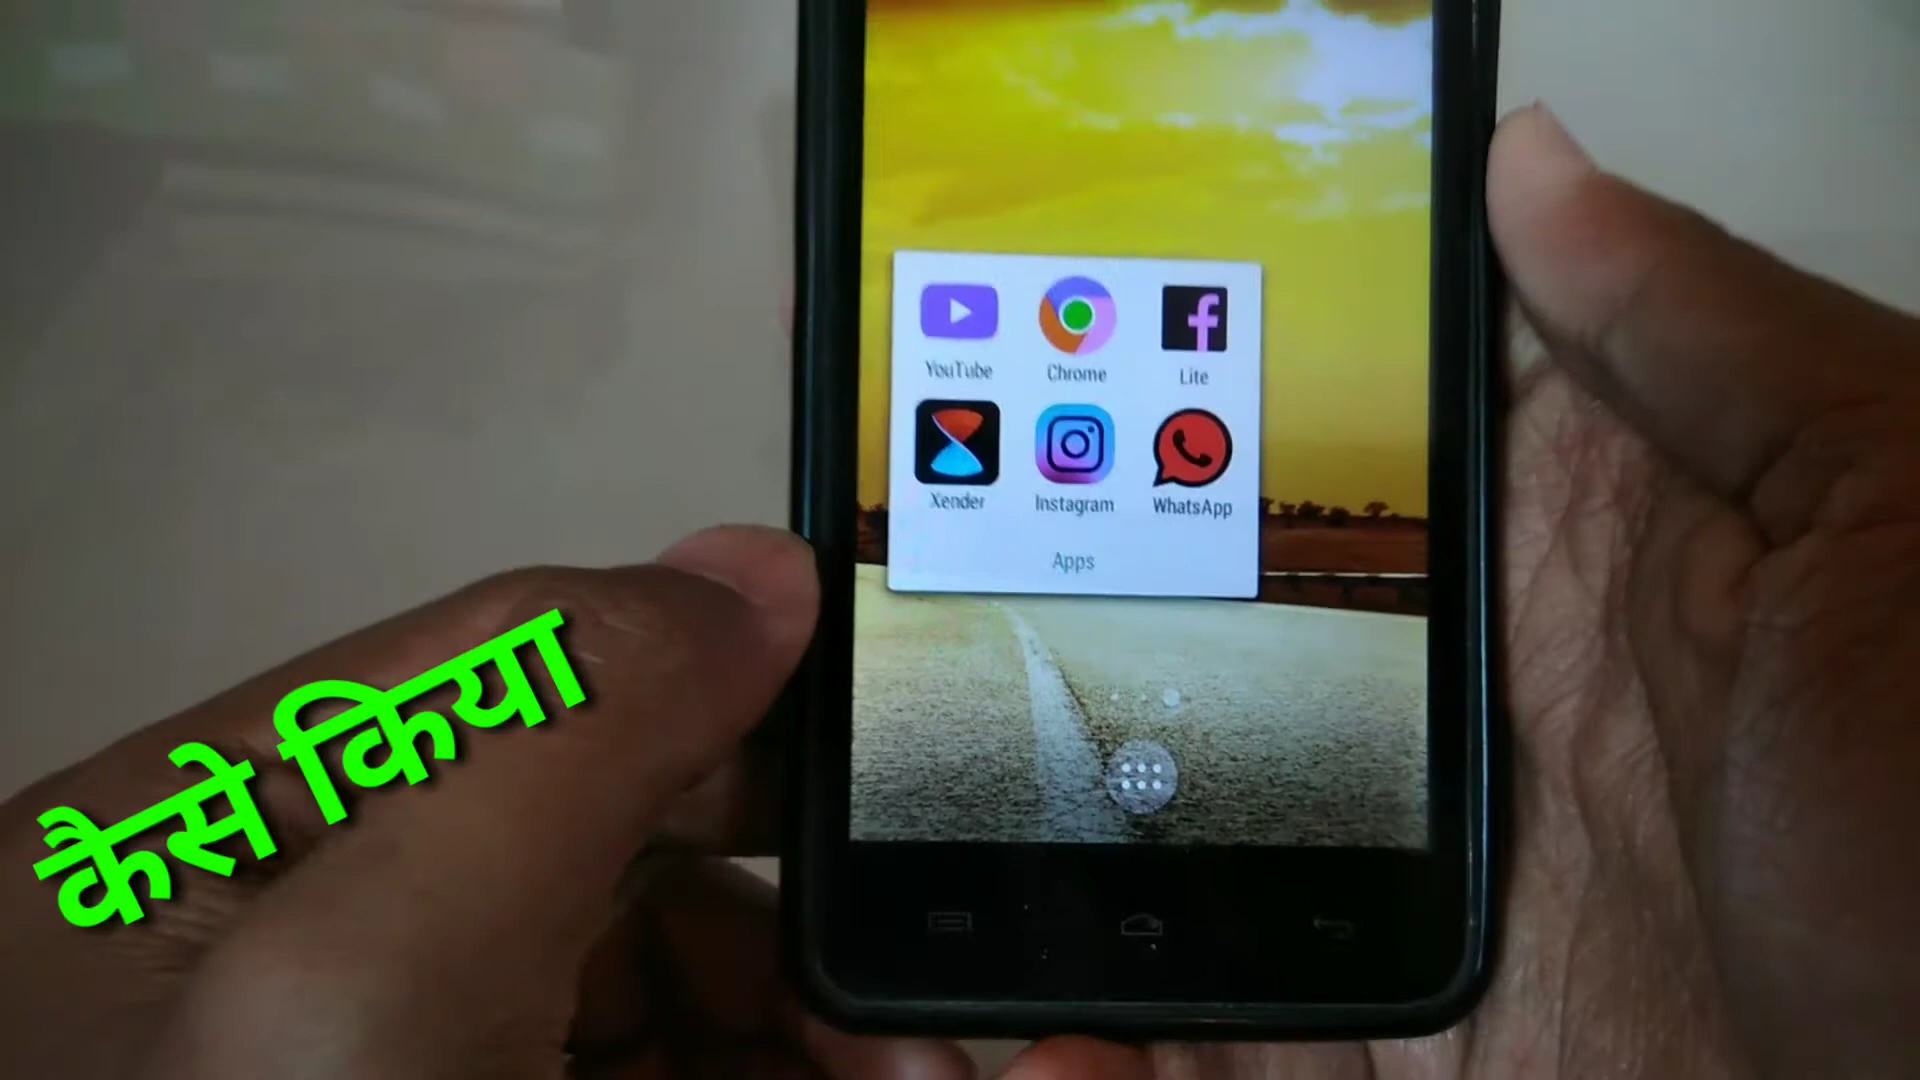 YouTube Chrome Lite
Xender Instagram WhatsApp
Apps
कैसे किया